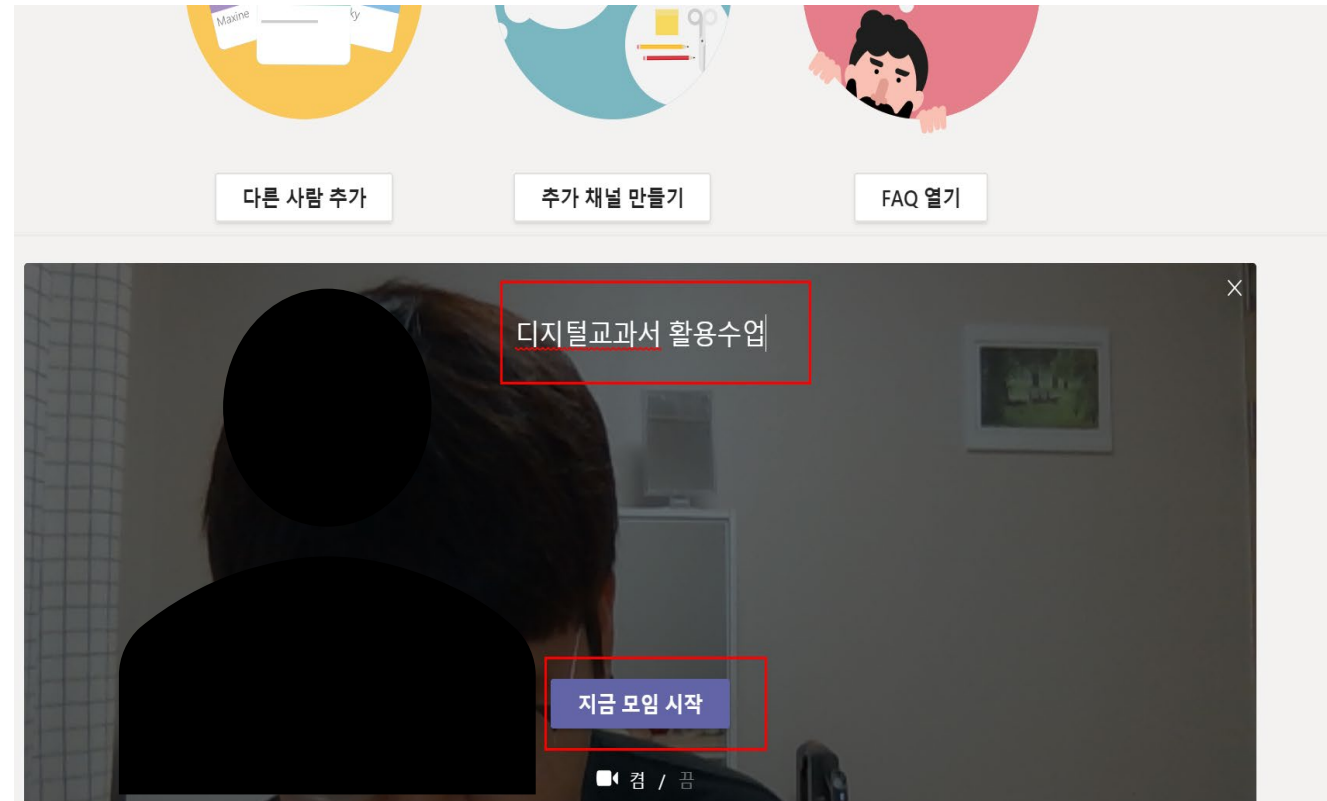 Maxine
ky
다른 사람 추가
추가 채널 만들기
FAQ 열기
디지털교과서 활용수업
지금 모임 시작
켬 / 끔